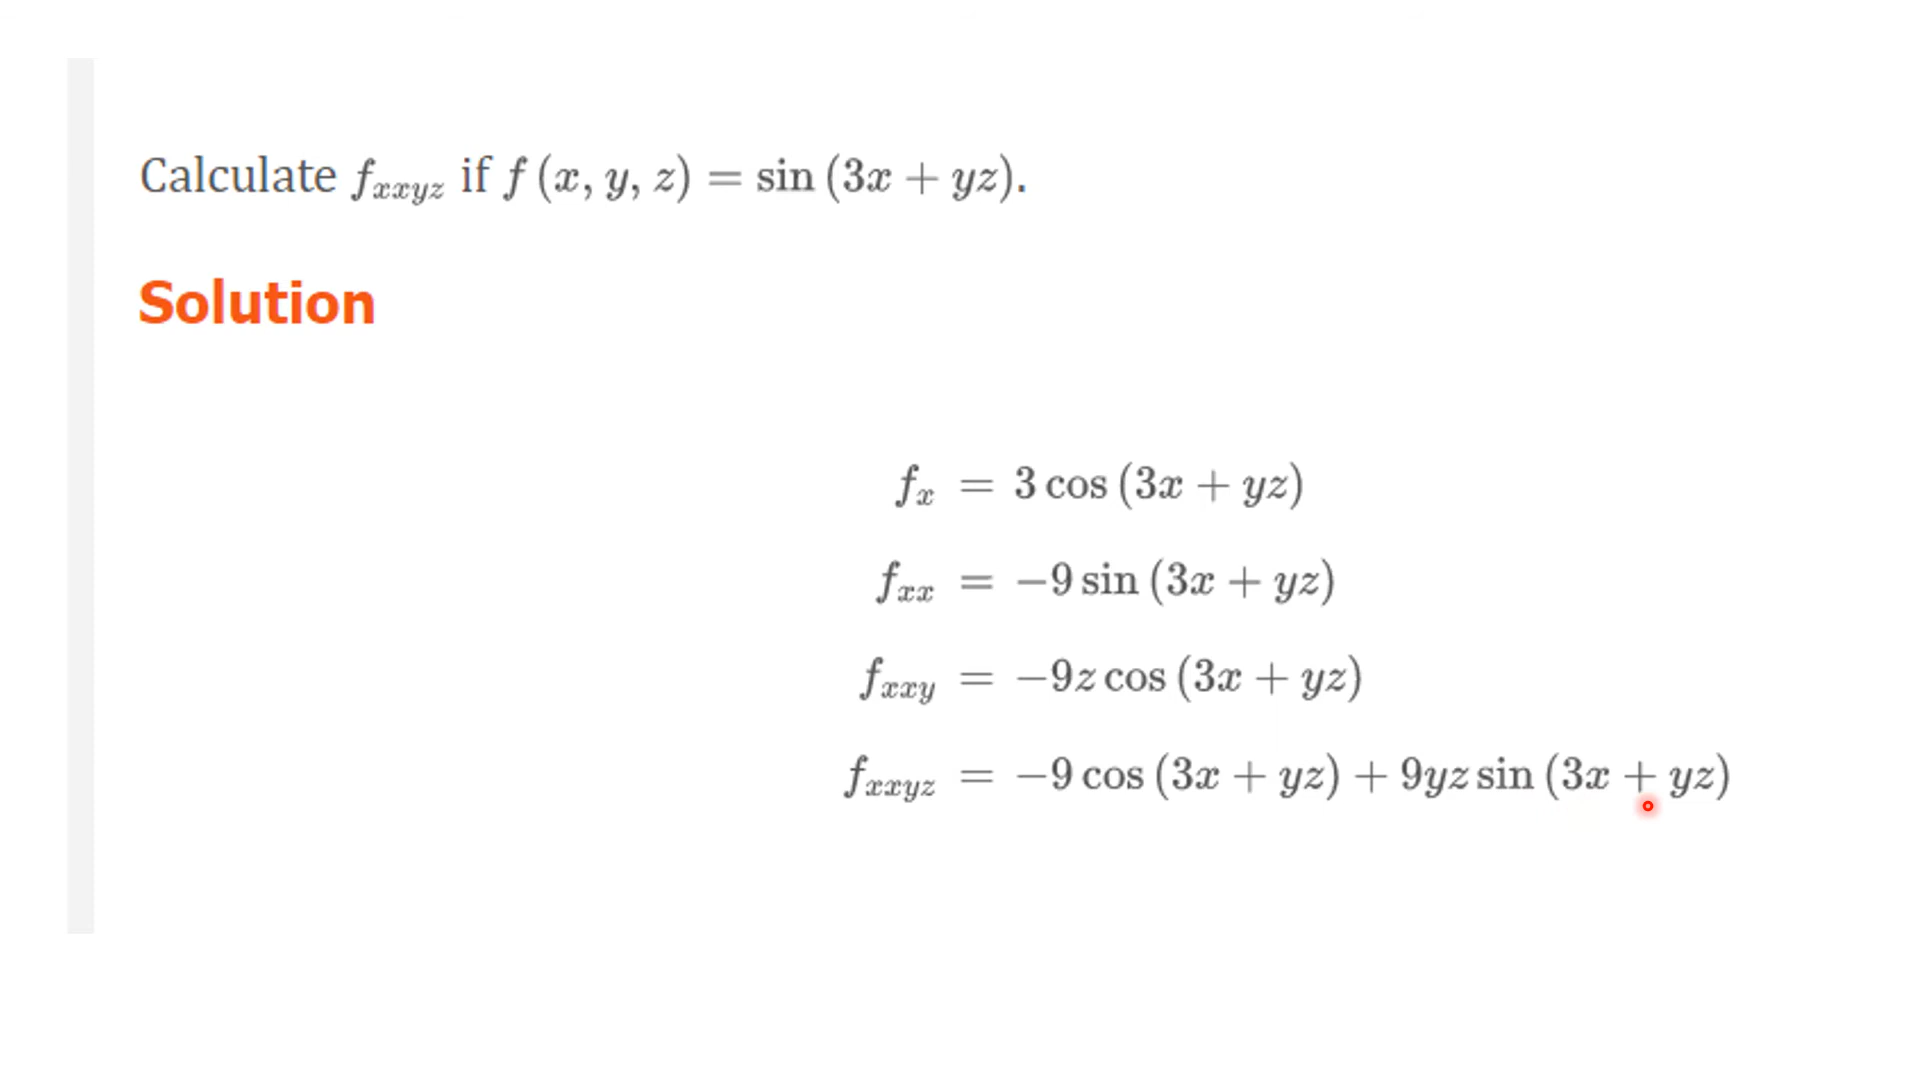 Calculate f_{xxyz} if f (x, y, z) = sin (3x + yz).
Solution
f_x = 3 cos (3x + yz)
f_{xx} = −9 sin (3x + yz)
f_{xxy} = −9z cos (3x + yz)
f_{xxyz} = −9 cos (3x + yz) + 9yz sin (3x + yz)